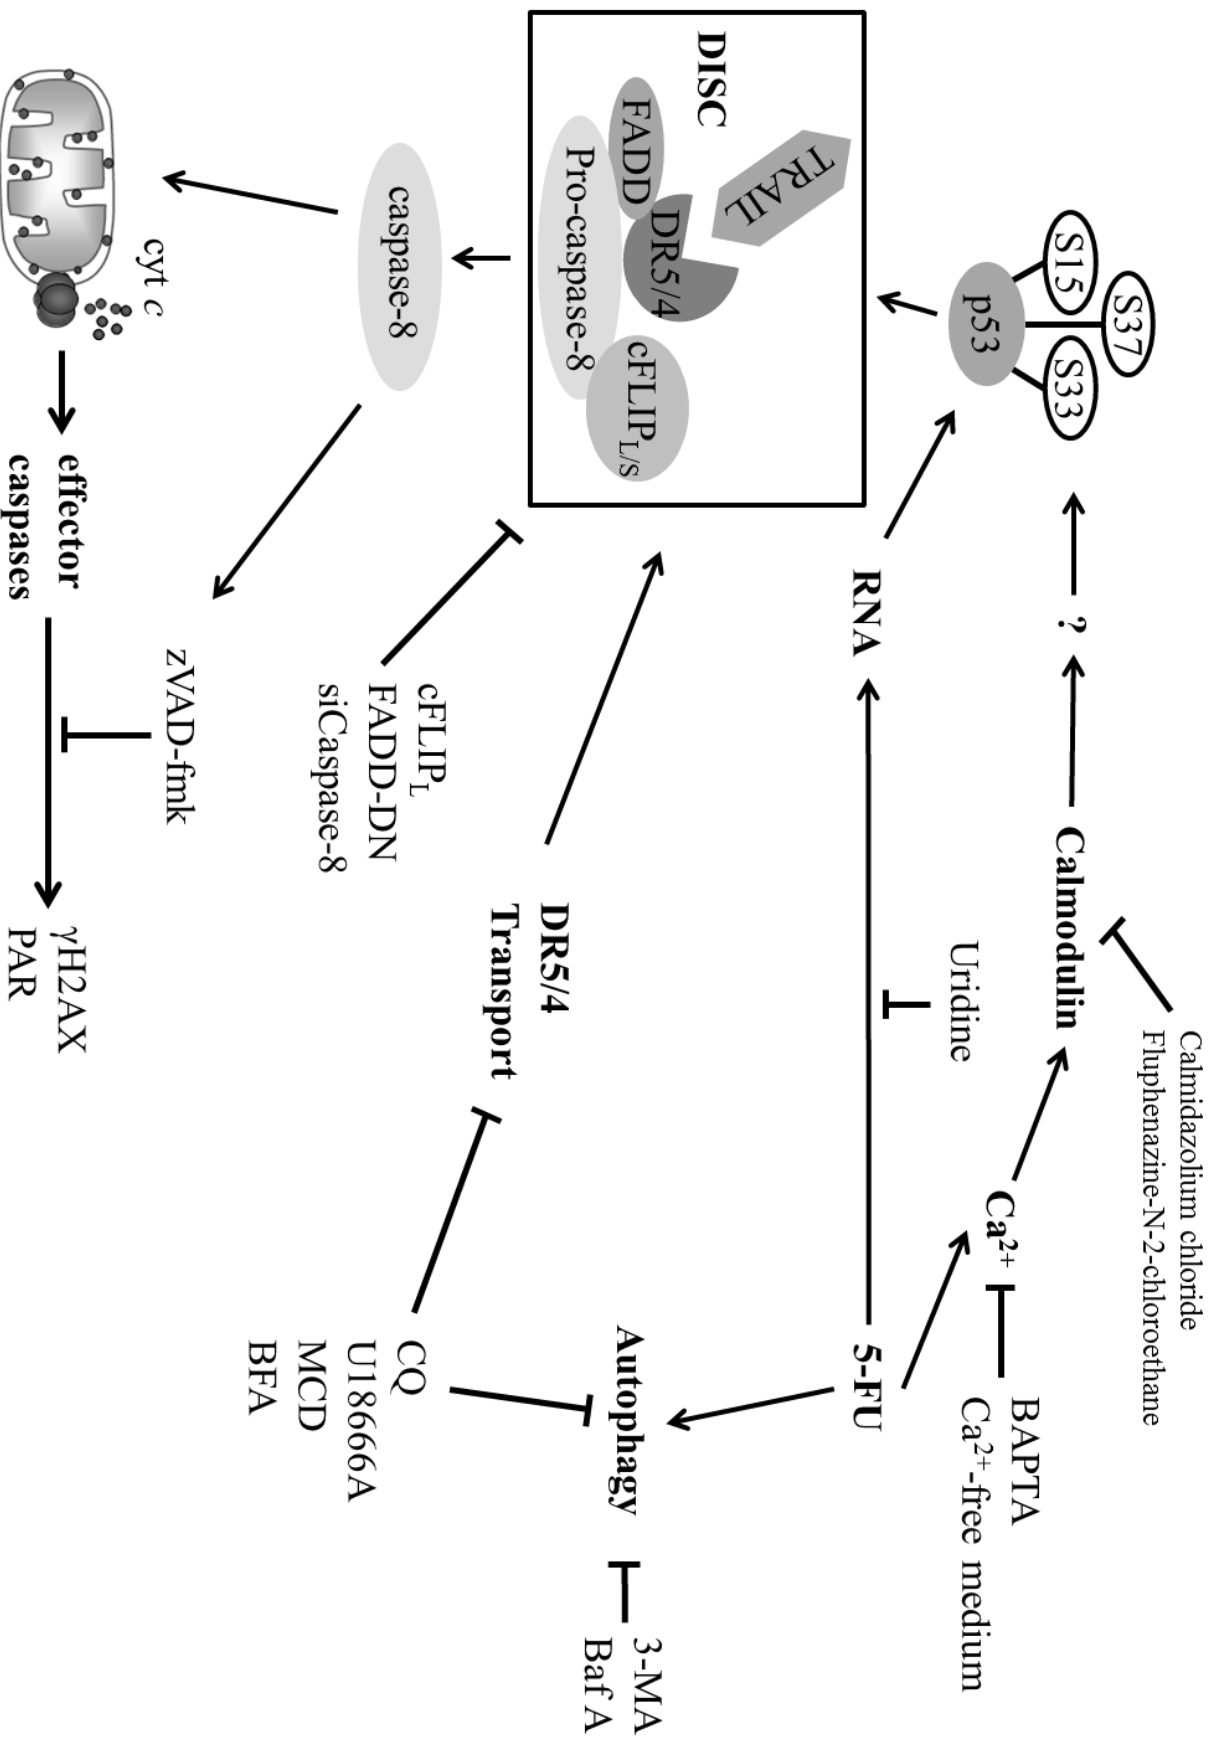 Calmidazolium chloride
Fluphenazine-N-2-chloroethane
S37
S15
S33
p53
?
Calmodulin
Ca²⁺
BAPTA
Ca²⁺-free medium
Uridine
RNA
5-FU
DISC
TRAIL
FADD
DR5/4
Pro-caspase-8
cFLIP L/S
DR5/4
Transport
Autophagy
3-MA
Baf A
cFLIP L
FADD-DN
siCaspase-8
CQ
U18666A
MCD
BFA
caspase-8
zVAD-fmk
cyt c
effector
caspases
γH2AX
PAR